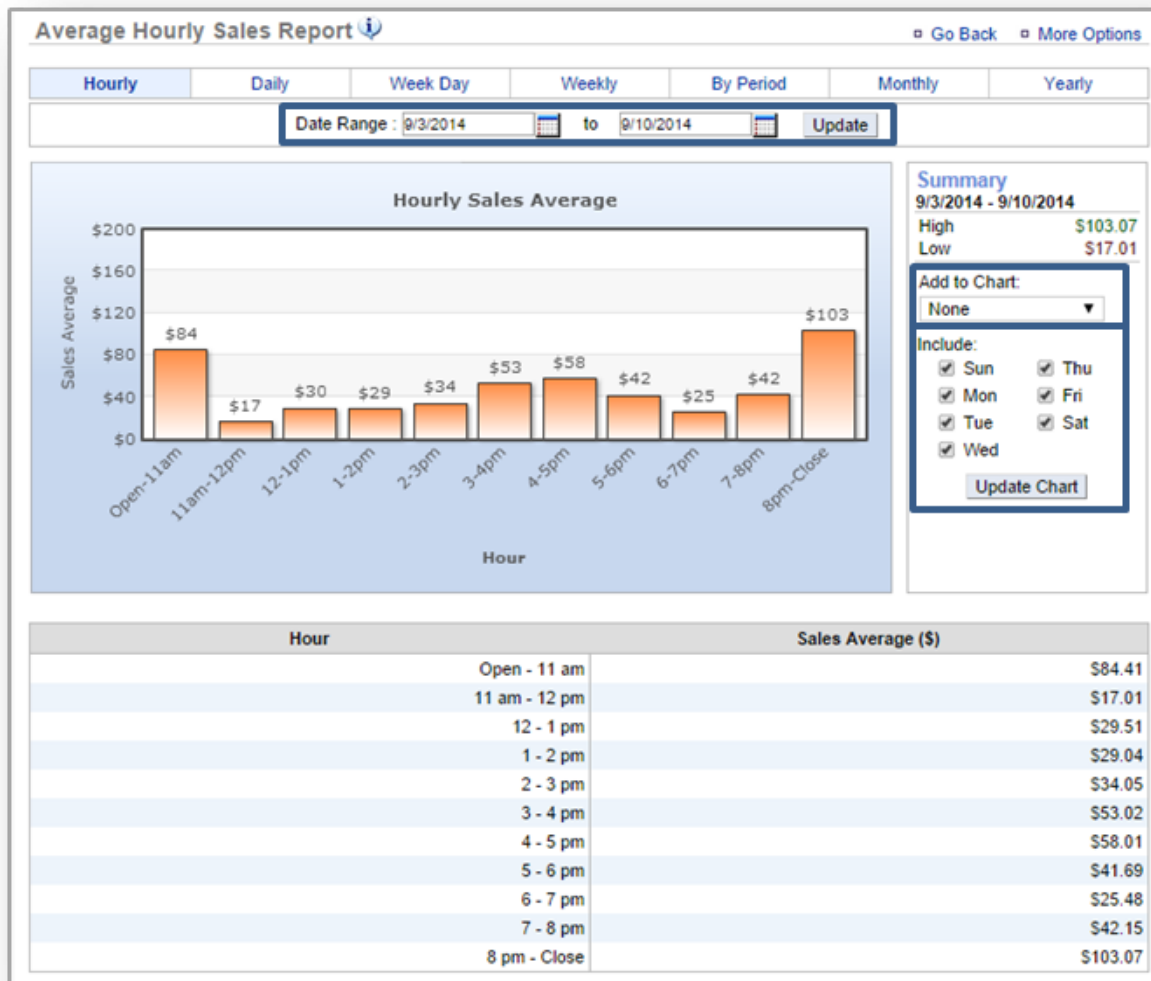 Average Hourly Sales Report
Go Back More Options
Hourly Daily Week Day Weekly By Period Monthly Yearly
Date Range : 9/3/2014 to 9/10/2014 Update
Hourly Sales Average
Sales Average
$200
$160
$120
$80
$40
$0
$84
$17
$30
$29
$34
$53
$58
$42
$25
$42
$103
Open-11am
11am-12pm
12-1pm
1-2pm
2-3pm
3-4pm
4-5pm
5-6pm
6-7pm
7-8pm
8pm-Close
Hour
Summary
9/3/2014 - 9/10/2014
High $103.07
Low $17.01
Add to Chart:
None
Include:
Sun Thu
Mon Fri
Tue Sat
Wed
Update Chart
Hour Sales Average ($)
Open - 11 am $84.41
11 am - 12 pm $17.01
12 - 1 pm $29.51
1 - 2 pm $29.04
2 - 3 pm $34.05
3 - 4 pm $53.02
4 - 5 pm $58.01
5 - 6 pm $41.69
6 - 7 pm $25.48
7 - 8 pm $42.15
8 pm - Close $103.07